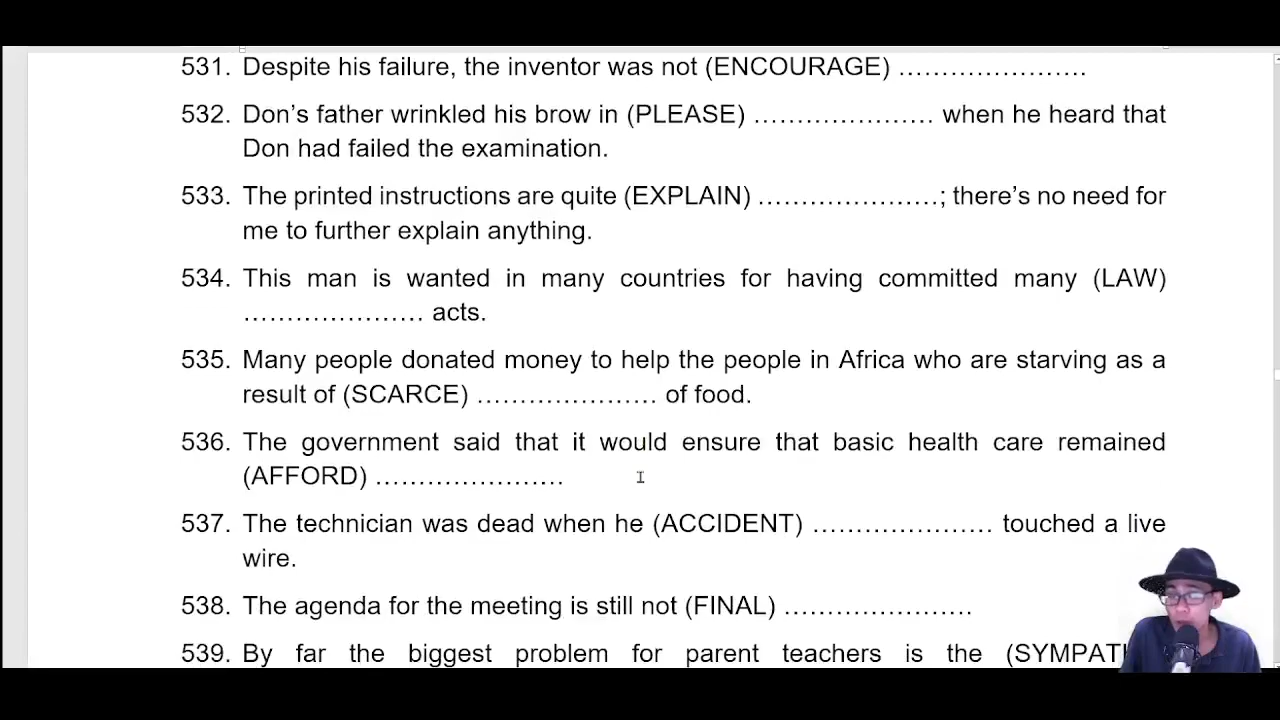 531. Despite his failure, the inventor was not (ENCOURAGE) …………………..
532. Don’s father wrinkled his brow in (PLEASE) ………………… when he heard that
Don had failed the examination.
533. The printed instructions are quite (EXPLAIN) …………………; there’s no need for
me to further explain anything.
534. This man is wanted in many countries for having committed many (LAW)
………………… acts.
535. Many people donated money to help the people in Africa who are starving as a
result of (SCARCE) ………………… of food.
536. The government said that it would ensure that basic health care remained
(AFFORD) ………………….
537. The technician was dead when he (ACCIDENT) ………………… touched a live
wire.
538. The agenda for the meeting is still not (FINAL) ………………….
539. By far the biggest problem for parent teachers is the